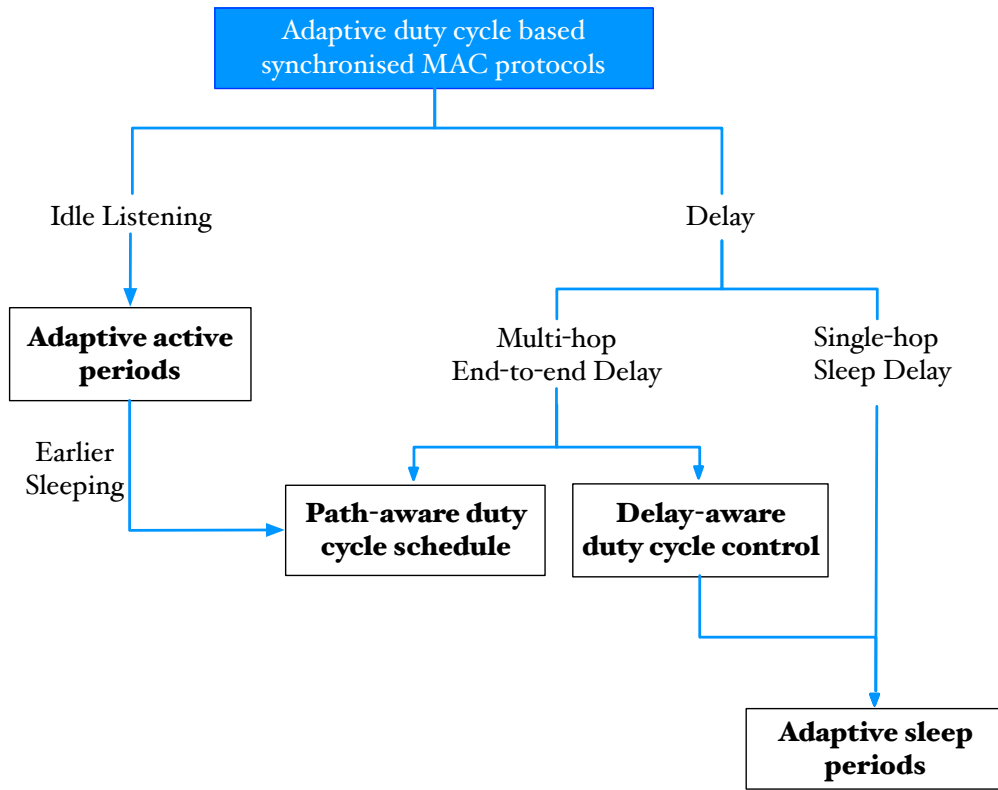 Adaptive duty cycle based
synchronised MAC protocols
Idle Listening
Delay
Adaptive active
periods
Multi-hop
End-to-end Delay
Single-hop
Sleep Delay
Earlier
Sleeping
Path-aware duty
cycle schedule
Delay-aware
duty cycle control
Adaptive sleep
periods